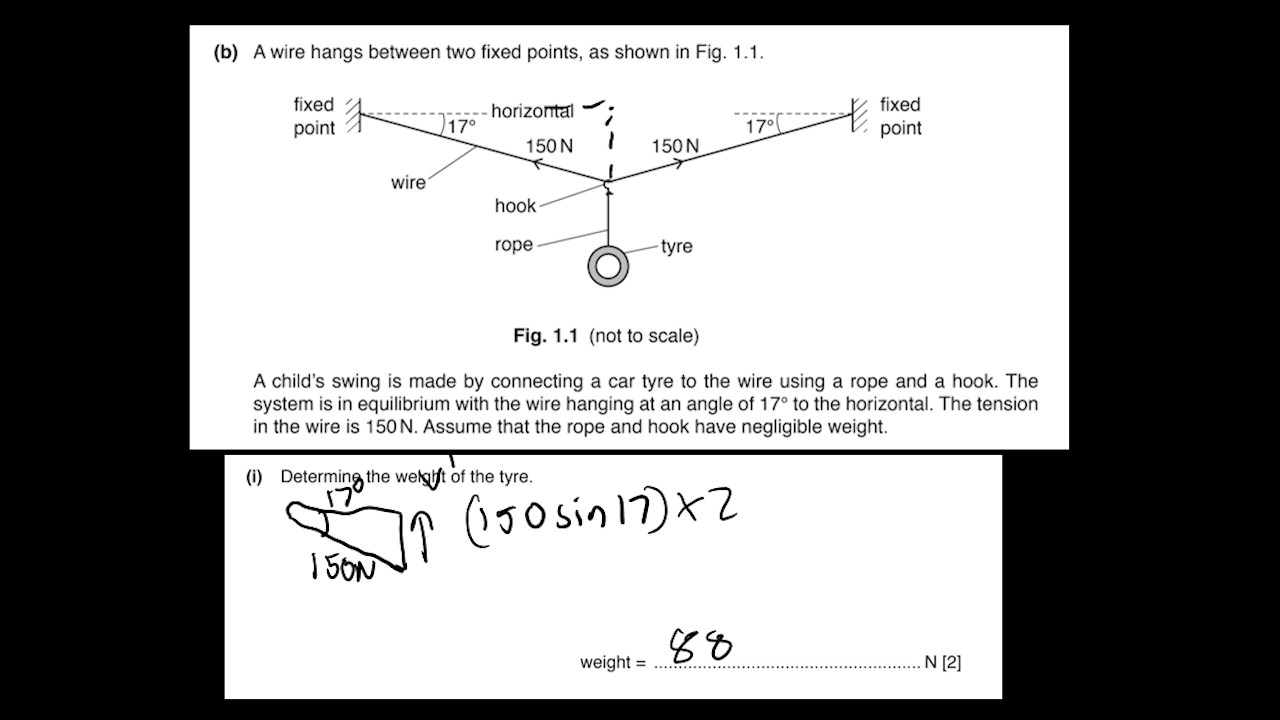 (b) A wire hangs between two fixed points, as shown in Fig. 1.1.
fixed point
horizontal
fixed point
17°
17°
150 N
150 N
wire
hook
rope
tyre
Fig. 1.1 (not to scale)
A child's swing is made by connecting a car tyre to the wire using a rope and a hook. The
system is in equilibrium with the wire hanging at an angle of 17° to the horizontal. The tension
in the wire is 150 N. Assume that the rope and hook have negligible weight.
(i) Determine the weight of the tyre.
17°
(150 sin 17) × 2
150N
88
weight = ........................................................ N [2]